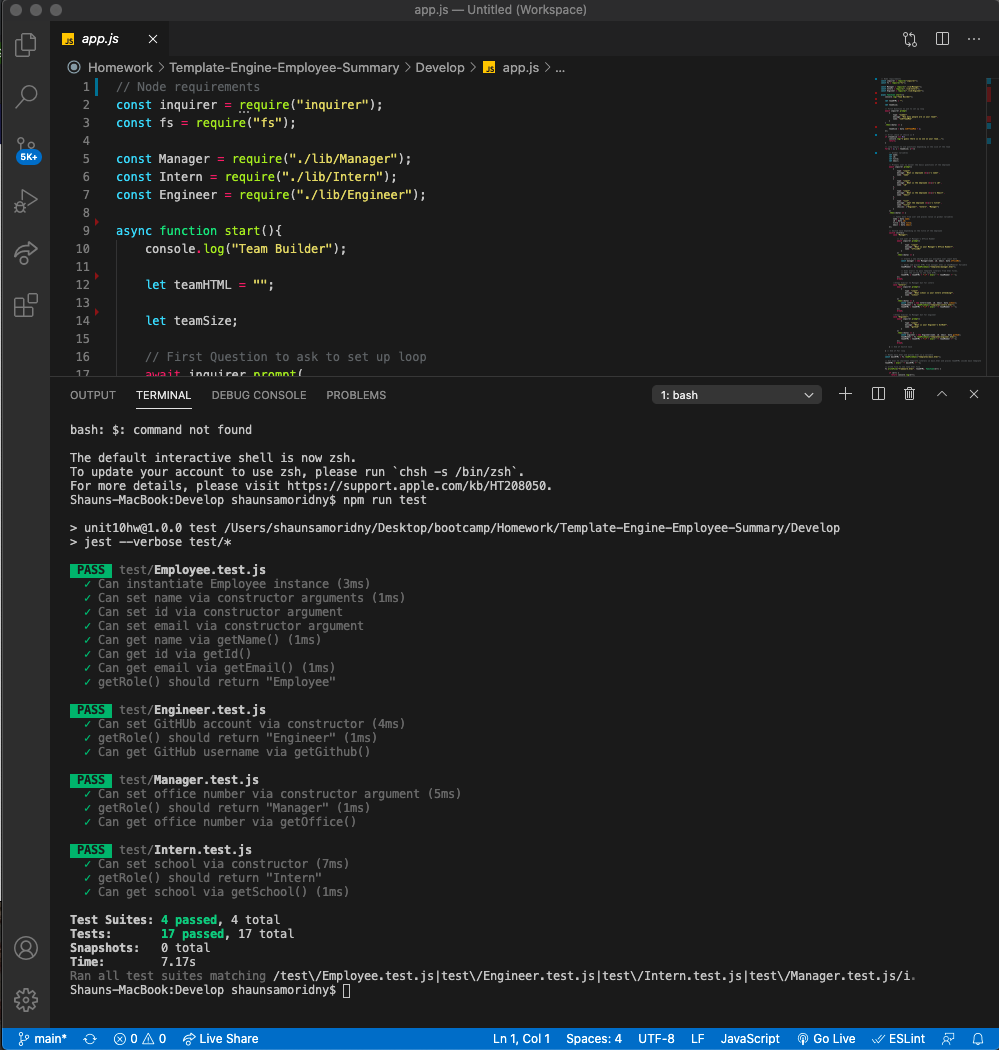 app.js — Untitled (Workspace)
JS app.js
Homework > Template-Engine-Employee-Summary > Develop > JS app.js > ...
1 // Node requirements
2 const inquirer = require("inquirer");
3 const fs = require("fs");
4
5 const Manager = require("./lib/Manager");
6 const Intern = require("./lib/Intern");
7 const Engineer = require("./lib/Engineer");
8
9 async function start(){
10 console.log("Team Builder");
11
12 let teamHTML = "";
13
14 let teamSize;
15
16 // First Question to ask to set up loop
17 await inquirer.prompt(
5K+
OUTPUT TERMINAL DEBUG CONSOLE PROBLEMS 1: bash
bash: $: command not found
The default interactive shell is now zsh.
To update your account to use zsh, please run `chsh -s /bin/zsh`.
For more details, please visit https://support.apple.com/kb/HT208050.
Shauns-MacBook:Develop shaunsamoridny$ npm run test
> unit10hw@1.0.0 test /Users/shaunsamoridny/Desktop/bootcamp/Homework/Template-Engine-Employee-Summary/Develop
> jest --verbose test/*
PASS test/Employee.test.js
✓ Can instantiate Employee instance (3ms)
✓ Can set name via constructor arguments (1ms)
✓ Can set id via constructor argument
✓ Can set email via constructor argument
✓ Can get name via getName() (1ms)
✓ Can get id via getId()
✓ Can get email via getEmail() (1ms)
✓ getRole() should return "Employee"
PASS test/Engineer.test.js
✓ Can set GitHUb account via constructor (4ms)
✓ getRole() should return "Engineer" (1ms)
✓ Can get GitHub username via getGithub()
PASS test/Manager.test.js
✓ Can set office number via constructor argument (5ms)
✓ getRole() should return "Manager" (1ms)
✓ Can get office number via getOffice()
PASS test/Intern.test.js
✓ Can set school via constructor (7ms)
✓ getRole() should return "Intern"
✓ Can get school via getSchool() (1ms)
Test Suites: 4 passed, 4 total
Tests: 17 passed, 17 total
Snapshots: 0 total
Time: 7.17s
Ran all test suites matching /test\/Employee.test.js|test\/Engineer.test.js|test\/Intern.test.js|test\/Manager.test.js/i.
Shauns-MacBook:Develop shaunsamoridny$
main* 0 0 Live Share Ln 1, Col 1 Spaces: 4 UTF-8 LF JavaScript Go Live ESLint